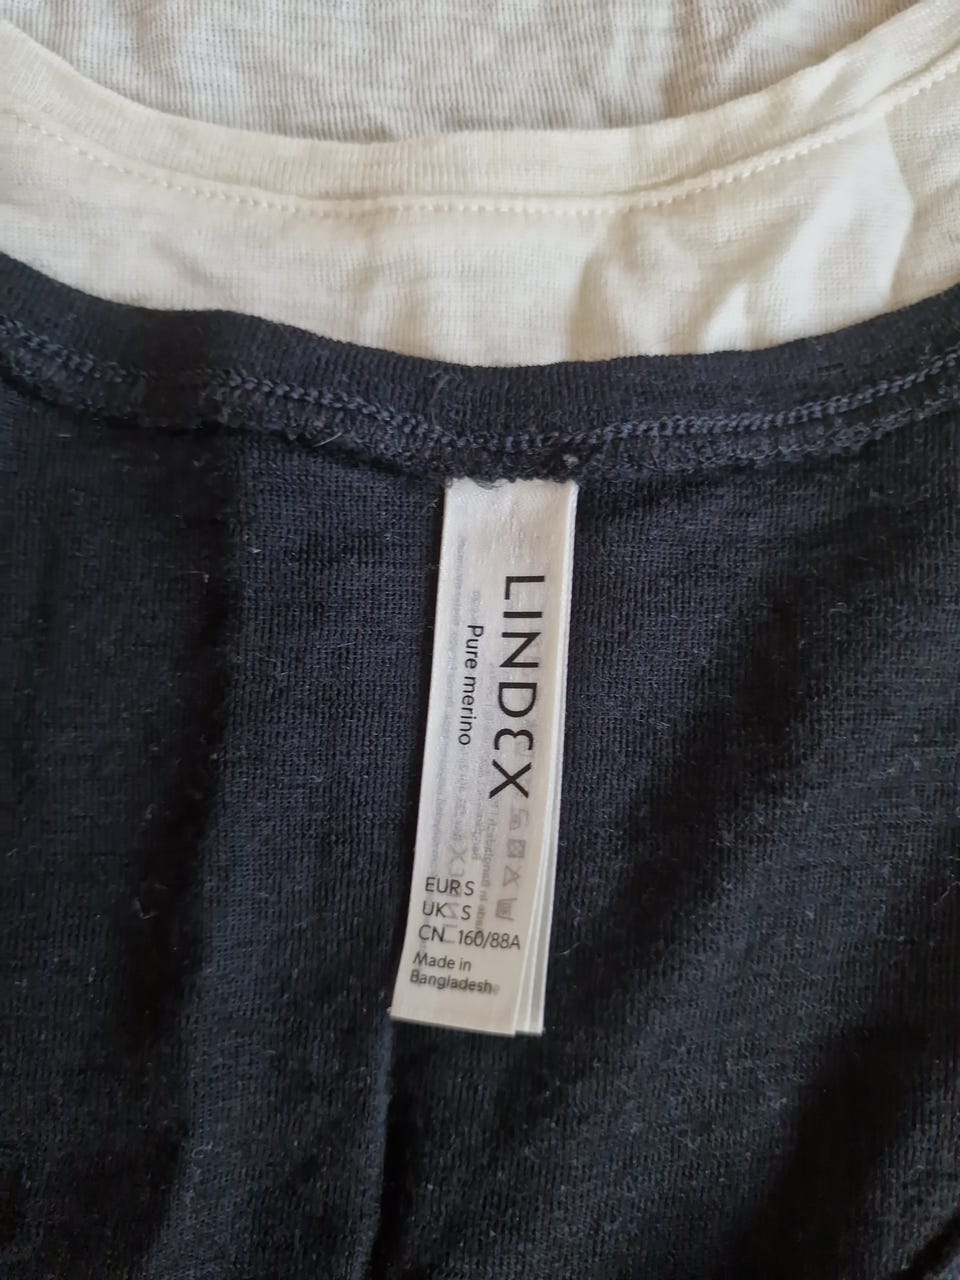 LINDEX
Pure merino
EUR S
UK S
CN 160/88A
Made in
Bangladesh